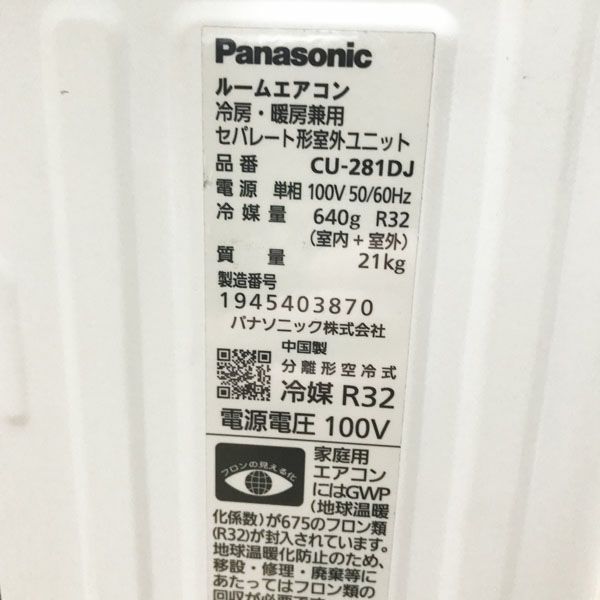 Panasonic
ルームエアコン
冷房・暖房兼用
セパレート形室外ユニット
品番 CU-281DJ
電源 単相 100V 50/60Hz
冷媒量 640g R32
(室内+室外)
質量 21kg
製造番号
1945403870
パナソニック株式会社
中国製
分離形空冷式
冷媒 R32
電源電圧 100V
フロンの見える化
家庭用
エアコン
にはGWP
(地球温暖
化係数)が675のフロン類
(R32)が封入されています。
地球温暖化防止のため、
移設・修理・廃棄等に
あたってはフロン類の
回収が必要です